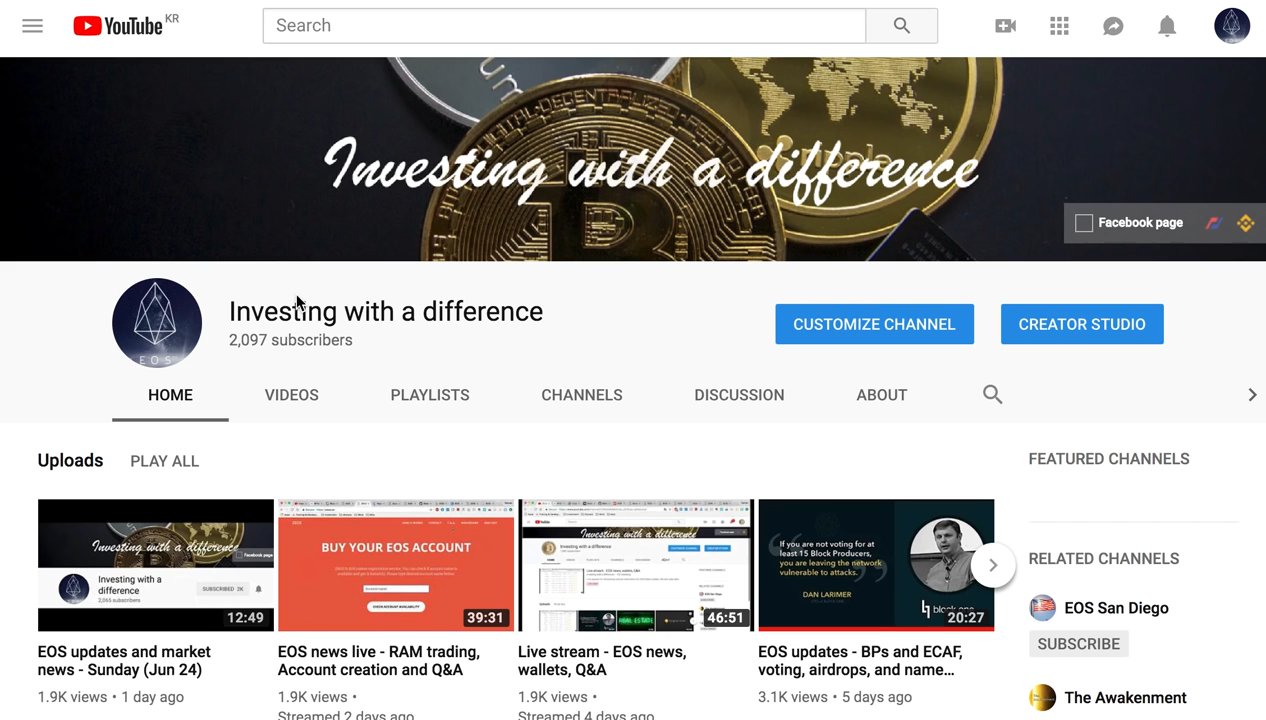 YouTube KR
Search
Investing with a difference
Facebook page
Investing with a difference
2,097 subscribers
CUSTOMIZE CHANNEL
CREATOR STUDIO
HOME
VIDEOS
PLAYLISTS
CHANNELS
DISCUSSION
ABOUT
Uploads
PLAY ALL
FEATURED CHANNELS
Investing with a difference
Facebook page
Investing with a
difference
SUBSCRIBED 2K
12:49
BUY YOUR EOS ACCOUNT
39:31
Investing with a difference
46:51
If you are not voting for at
least 15 Block Producers,
you are leaving the network
vulnerable to attacks.
DAN LARIMER
20:27
RELATED CHANNELS
EOS San Diego
SUBSCRIBE
The Awakenment
EOS updates and market
news - Sunday (Jun 24)
1.9K views • 1 day ago
EOS news live - RAM trading,
Account creation and Q&A
1.9K views •
Streamed 2 days ago
Live stream - EOS news,
wallets, Q&A
1.9K views •
Streamed 4 days ago
EOS updates - BPs and ECAF,
voting, airdrops, and name...
3.1K views • 5 days ago